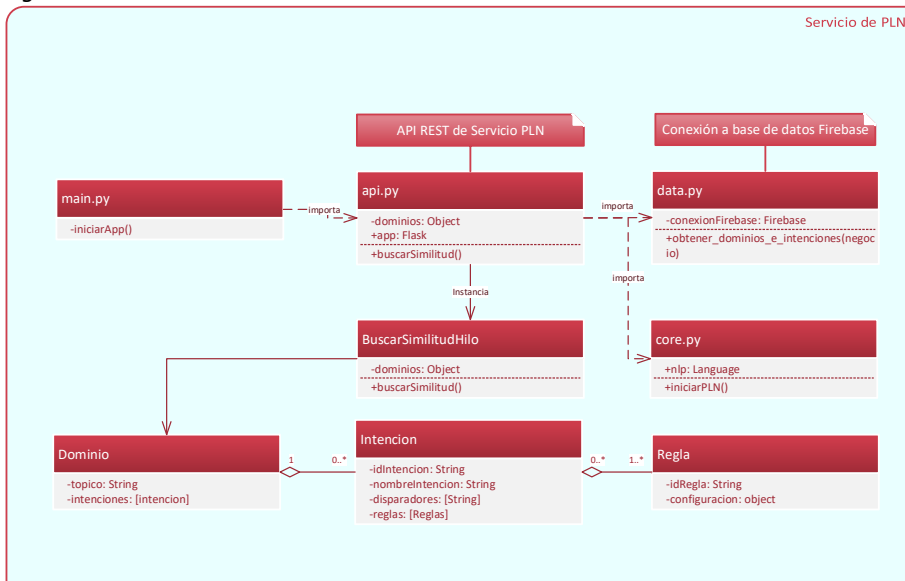 Servicio de PLN
API REST de Servicio PLN
Conexión a base de datos Firebase
main.py
-iniciarApp()
importa
api.py
-dominios: Object
+app: Flask
+buscarSimilitud()
importa
data.py
-conexionFirebase: Firebase
+obtener_dominios_e_intenciones(negoc
io)
importa
Instancia
BuscarSimilitudHilo
-dominios: Object
+buscarSimilitud()
core.py
+nlp: Language
+iniciarPLN()
Dominio
-topico: String
-intenciones: [intencion]
1
0..*
Intencion
-idIntencion: String
-nombreIntencion: String
-disparadores: [String]
-reglas: [Reglas]
0..*
1..*
Regla
-idRegla: String
-configuracion: object